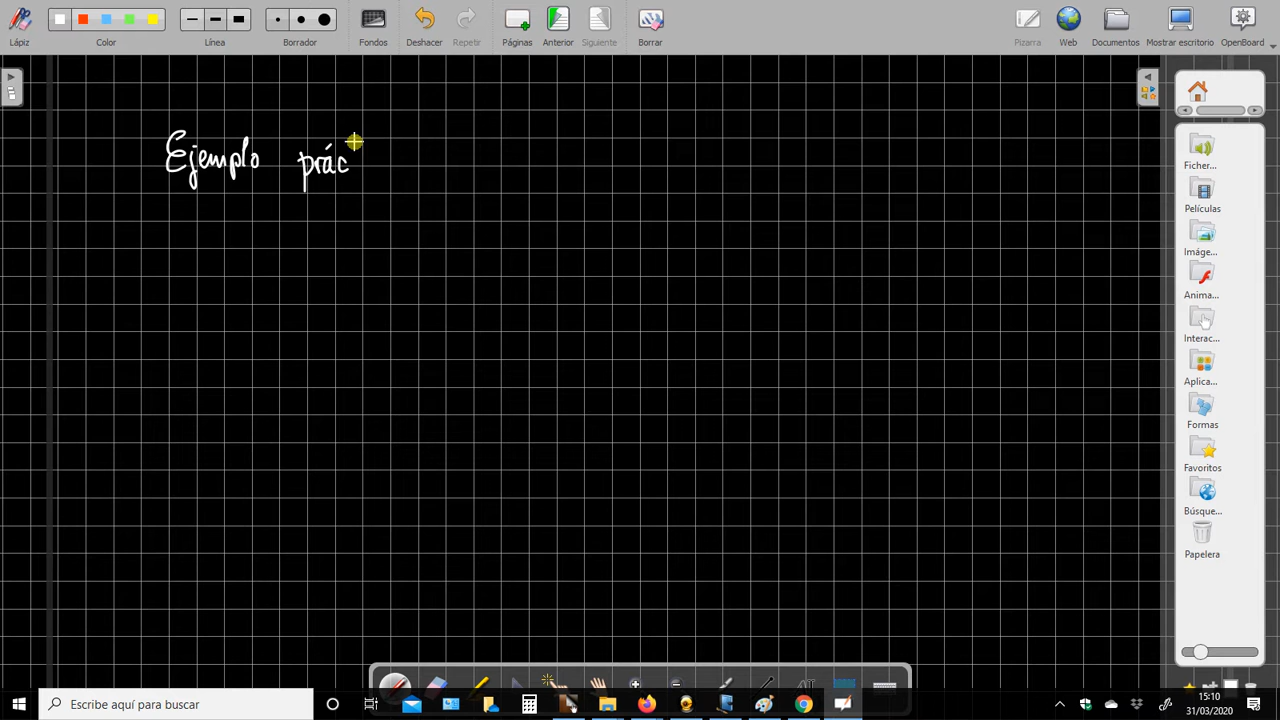 Lápiz Color Línea Borrador Fondos Deshacer Repetir Páginas Anterior Siguiente Borrar Pizarra Web Documentos Mostrar escritorio OpenBoard
Ejemplo prác
Ficher...
Películas
Imáge...
Anima...
Interac...
Aplica...
Formas
Favoritos
Búsque...
Papelera
Escribe aquí para buscar
15:10
31/03/2020